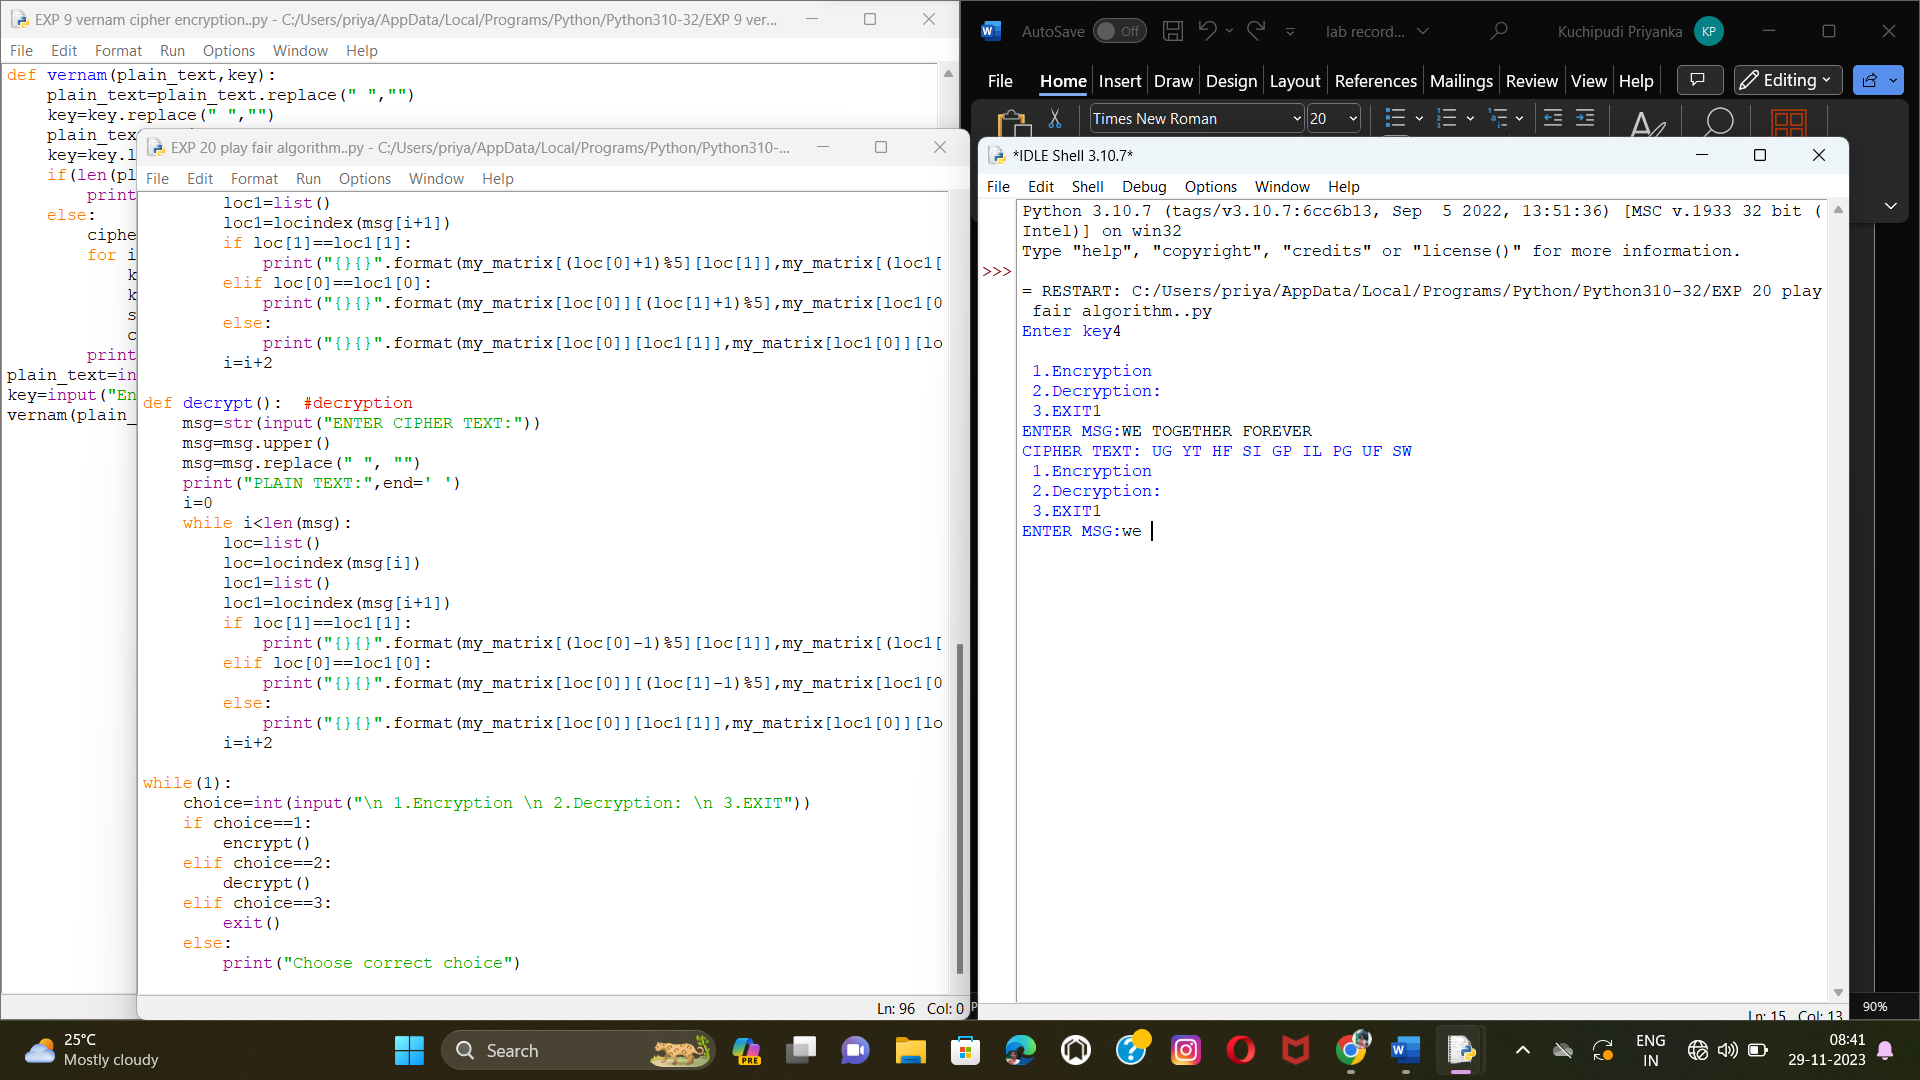 EXP 9 vernam cipher encryption..py - C:/Users/priya/AppData/Local/Programs/Python/Python310-32/EXP 9 ver...
File Edit Format Run Options Window Help
def vernam(plain_text,key):
    plain_text=plain_text.replace(" ","")
    key=key.replace(" ","")
    plain_tex
    key=key.l
    if(len(pl
        print
    else:
        ciphe
        for i
            k
            k
            s
            c
        print
plain_text=in
key=input("En
vernam(plain_
EXP 20 play fair algorithm..py - C:/Users/priya/AppData/Local/Programs/Python/Python310-...
File Edit Format Run Options Window Help
        loc1=list()
        loc1=locindex(msg[i+1])
        if loc[1]==loc1[1]:
            print("{}{}".format(my_matrix[(loc[0]+1)%5][loc[1]],my_matrix[(loc1[
        elif loc[0]==loc1[0]:
            print("{}{}".format(my_matrix[loc[0]][(loc[1]+1)%5],my_matrix[loc1[0
        else:
            print("{}{}".format(my_matrix[loc[0]][loc1[1]],my_matrix[loc1[0]][lo
        i=i+2
def decrypt():  #decryption
    msg=str(input("ENTER CIPHER TEXT:"))
    msg=msg.upper()
    msg=msg.replace(" ", "")
    print("PLAIN TEXT:",end=' ')
    i=0
    while i<len(msg):
        loc=list()
        loc=locindex(msg[i])
        loc1=list()
        loc1=locindex(msg[i+1])
        if loc[1]==loc1[1]:
            print("{}{}".format(my_matrix[(loc[0]-1)%5][loc[1]],my_matrix[(loc1[
        elif loc[0]==loc1[0]:
            print("{}{}".format(my_matrix[loc[0]][(loc[1]-1)%5],my_matrix[loc1[0
        else:
            print("{}{}".format(my_matrix[loc[0]][loc1[1]],my_matrix[loc1[0]][lo
        i=i+2
while(1):
    choice=int(input("\n 1.Encryption \n 2.Decryption: \n 3.EXIT"))
    if choice==1:
        encrypt()
    elif choice==2:
        decrypt()
    elif choice==3:
        exit()
    else:
        print("Choose correct choice")
Ln: 96 Col: 0
AutoSave Off lab record... Kuchipudi Priyanka KP
File Home Insert Draw Design Layout References Mailings Review View Help Editing
Times New Roman 20
*IDLE Shell 3.10.7*
File Edit Shell Debug Options Window Help
Python 3.10.7 (tags/v3.10.7:6cc6b13, Sep  5 2022, 13:51:36) [MSC v.1933 32 bit (
Intel)] on win32
Type "help", "copyright", "credits" or "license()" for more information.
>>>
= RESTART: C:/Users/priya/AppData/Local/Programs/Python/Python310-32/EXP 20 play
 fair algorithm..py
Enter key4
 1.Encryption
 2.Decryption:
 3.EXIT1
ENTER MSG:WE TOGETHER FOREVER
CIPHER TEXT: UG YT HF SI GP IL PG UF SW
 1.Encryption
 2.Decryption:
 3.EXIT1
ENTER MSG:we
Ln: 15 Col: 13
90%
25°C
Mostly cloudy
Search
PRE
ENG
IN
08:41
29-11-2023